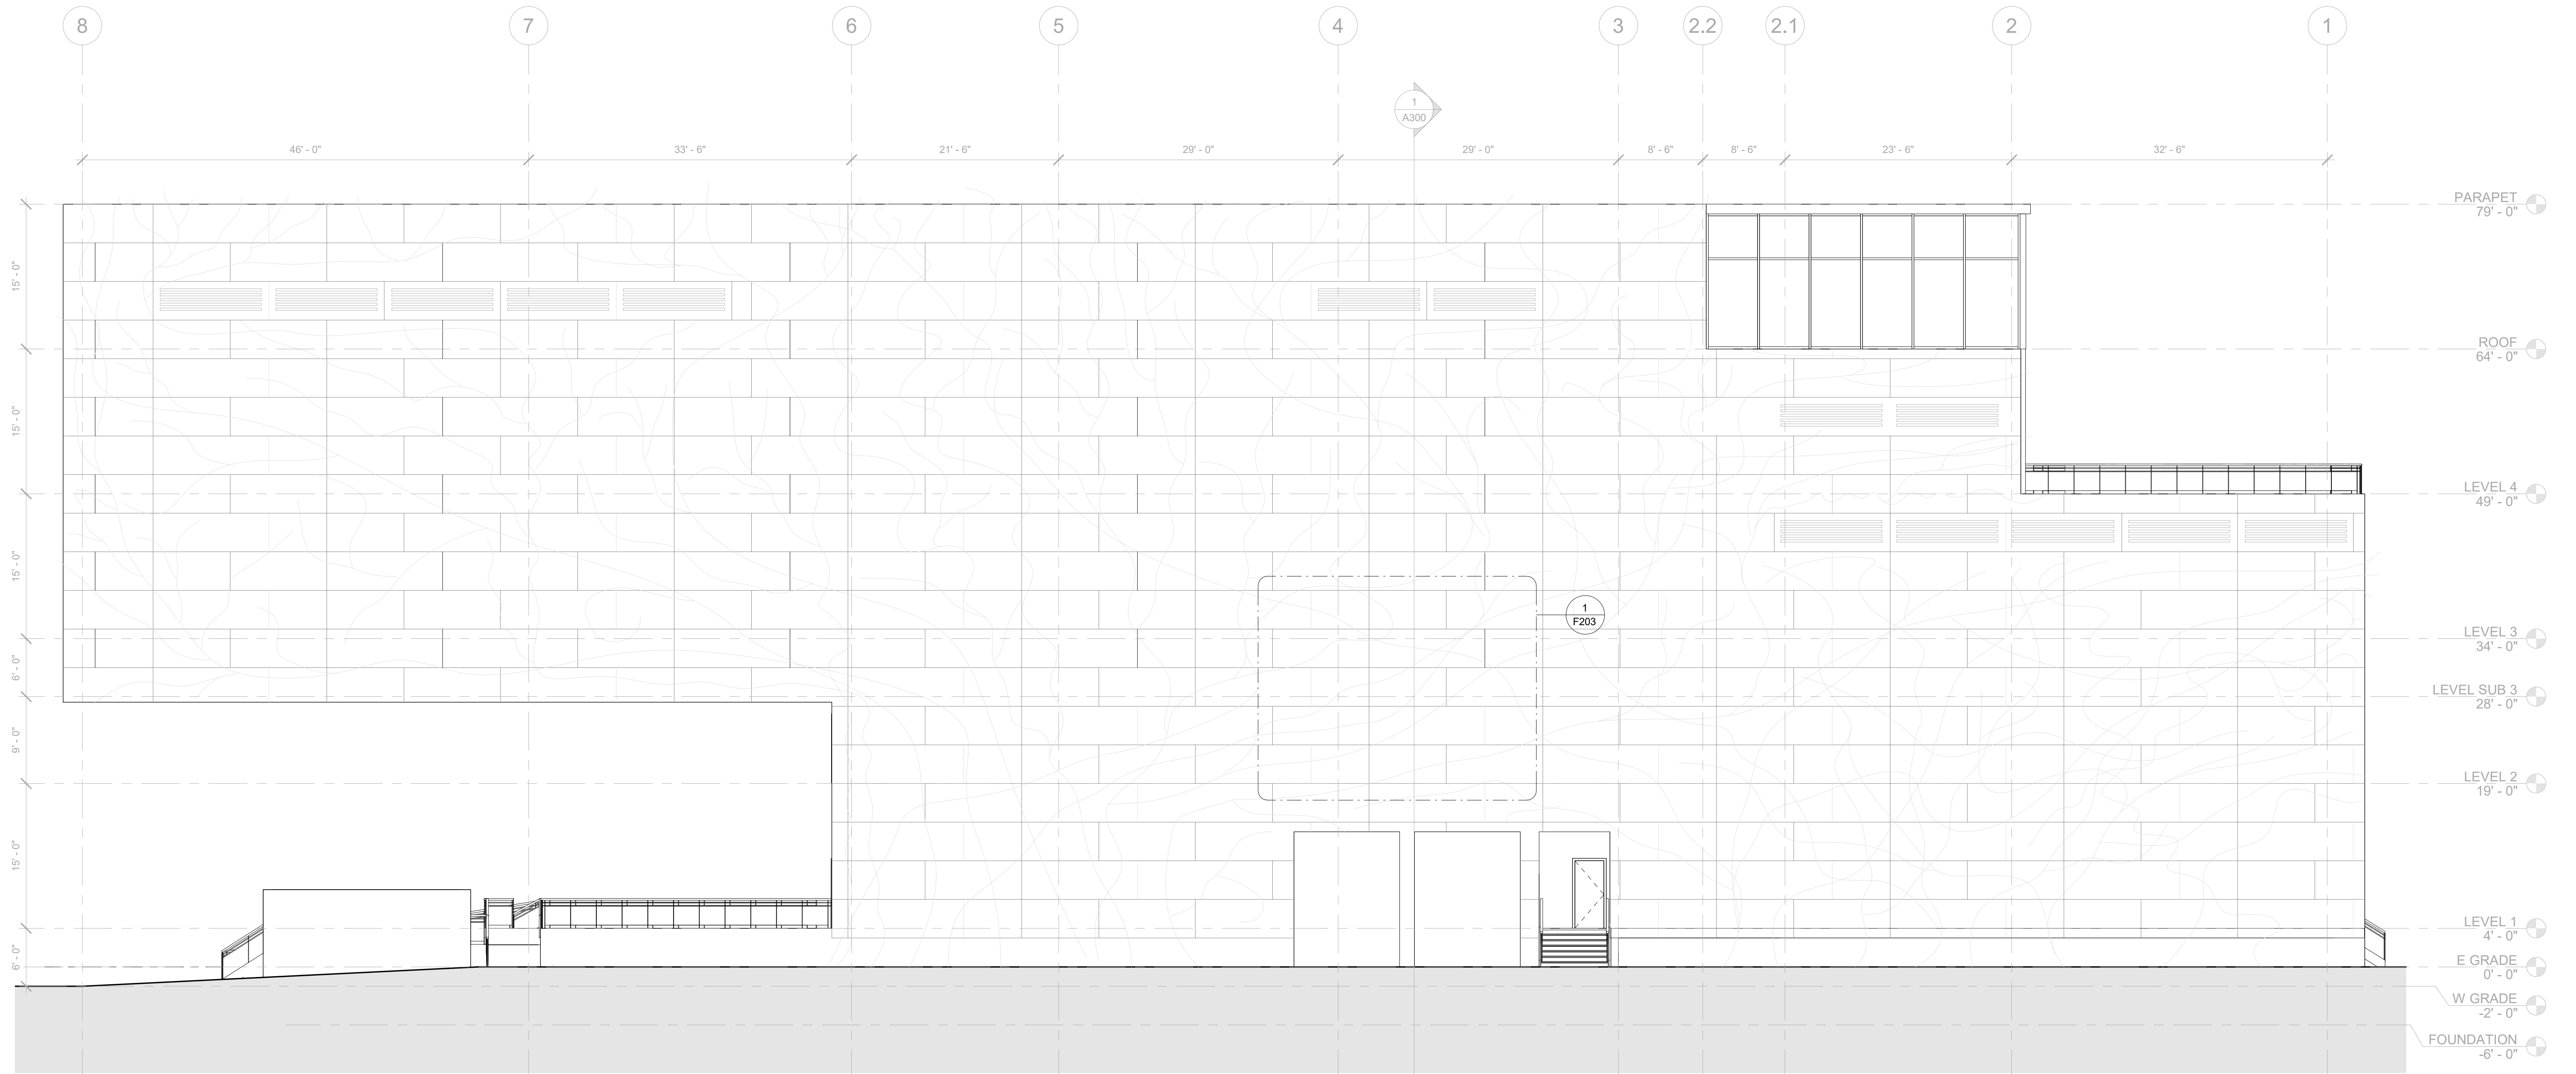 8
7
6
5
4
3
2.2
2.1
2
1
1
A300
46' - 0"
33' - 6"
21' - 6"
29' - 0"
29' - 0"
8' - 6"
8' - 6"
23' - 6"
32' - 6"
PARAPET
79' - 0"
15' - 0"
ROOF
64' - 0"
15' - 0"
LEVEL 4
49' - 0"
15' - 0"
1
F203
LEVEL 3
34' - 0"
6' - 0"
LEVEL SUB 3
28' - 0"
9' - 0"
LEVEL 2
19' - 0"
15' - 0"
LEVEL 1
4' - 0"
6' - 0"
E GRADE
0' - 0"
W GRADE
-2' - 0"
FOUNDATION
-6' - 0"